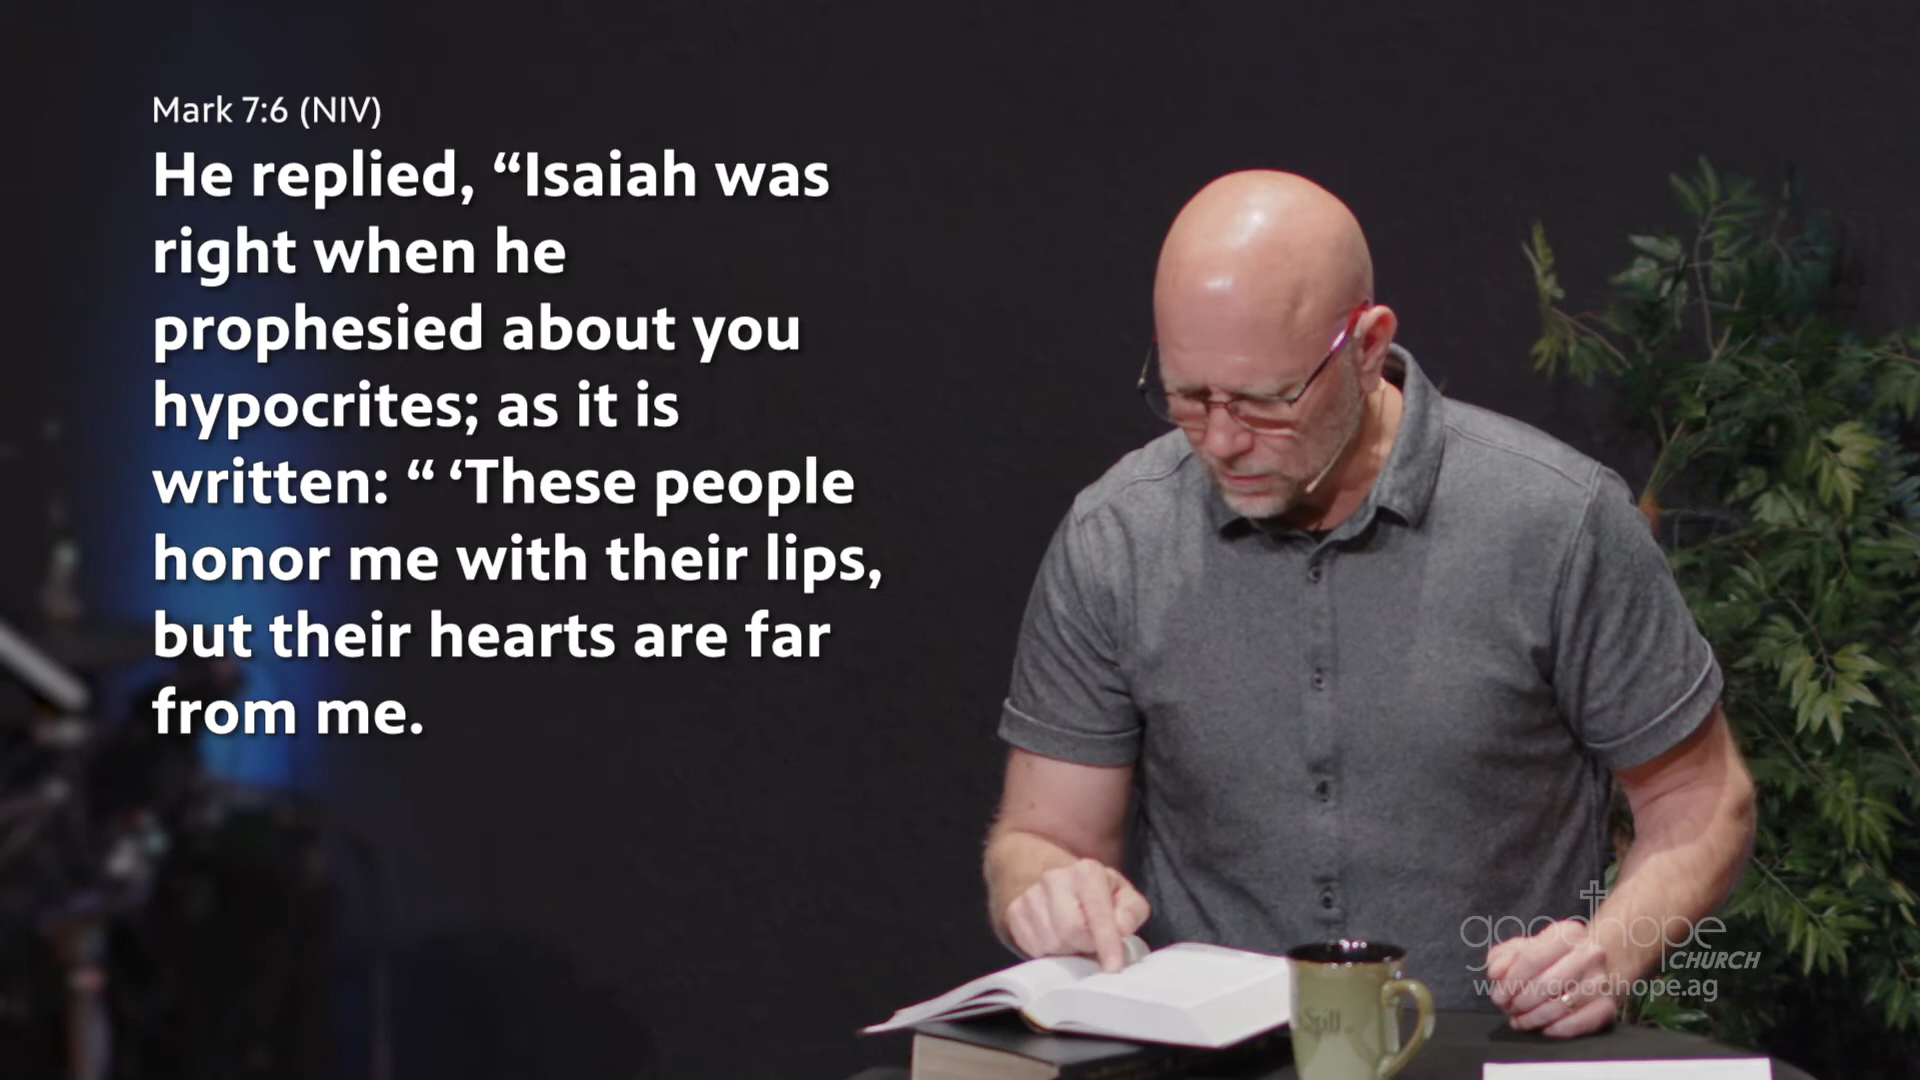 Mark 7:6 (NIV)
He replied, “Isaiah was
right when he
prophesied about you
hypocrites; as it is
written: “ ‘These people
honor me with their lips,
but their hearts are far
from me.
goodhope
CHURCH
www.goodhope.ag